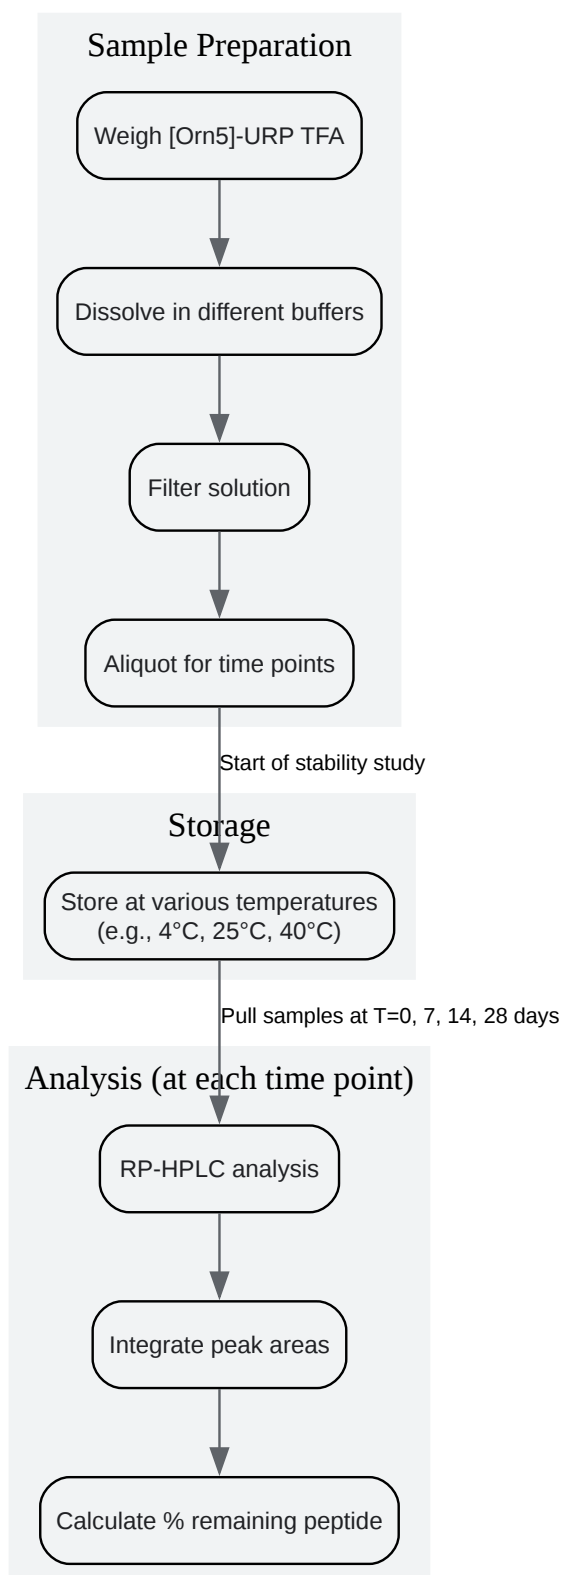 Sample Preparation
Weigh [Orn5]-URP TFA
Dissolve in different buffers
Filter solution
Aliquot for time points
Start of stability study
Storage
Store at various temperatures
(e.g., 4°C, 25°C, 40°C)
Pull samples at T=0, 7, 14, 28 days
Analysis (at each time point)
RP-HPLC analysis
Integrate peak areas
Calculate % remaining peptide